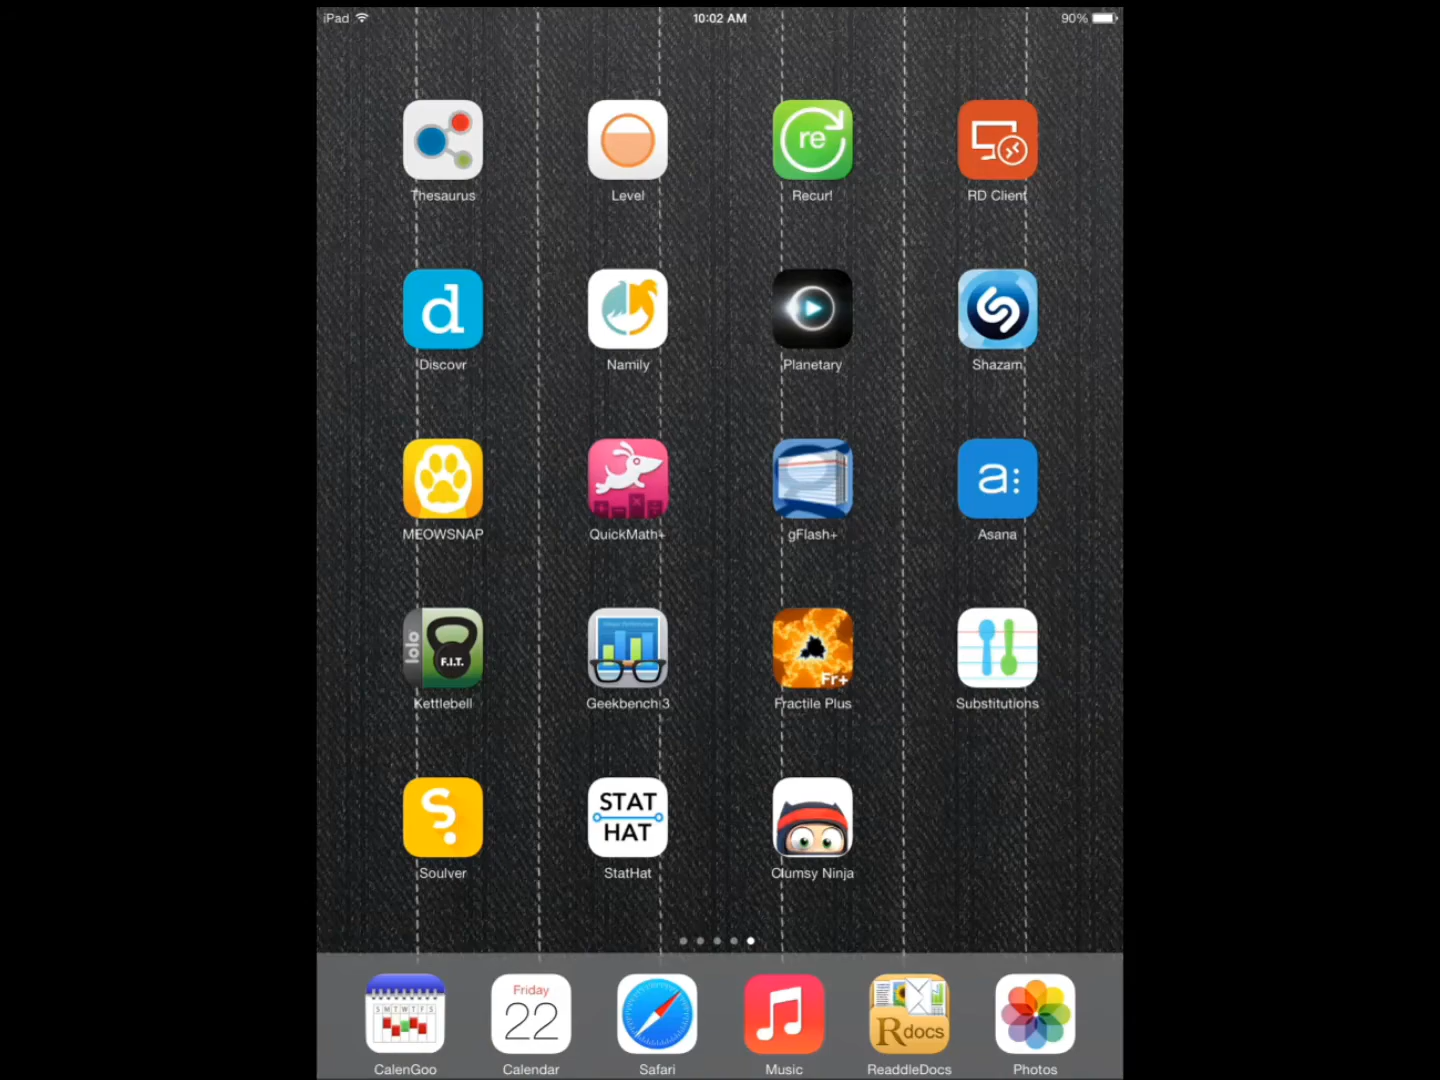 iPad 10:02 AM 90%
re
Thesaurus Level Recur! RD Client
d
Discovr Namily Planetary Shazam
a:
MEOWSNAP QuickMath+ gFlash+ Asana
lolo F.I.T. Fr+
Kettlebell Geekbench 3 Fractile Plus Substitutions
S STAT
HAT
Soulver StatHat Clumsy Ninja
Friday
S M T W T F S 22 Rdocs
CalenGoo Calendar Safari Music ReaddleDocs Photos